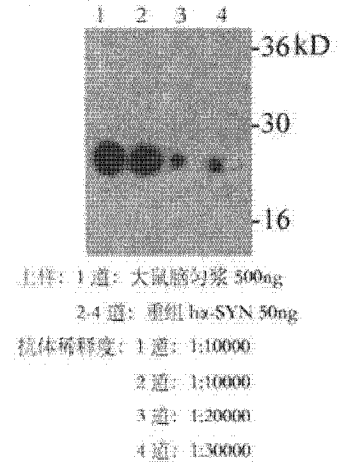 1 2 3 4
-36kD
-30
-16
上样：1 道：大鼠脑匀浆 500ng
2-4 道：重组 ha-SYN 50ng
抗体稀释度：1 道：1:10000
2 道：1:10000
3 道：1:20000
4 道：1:30000